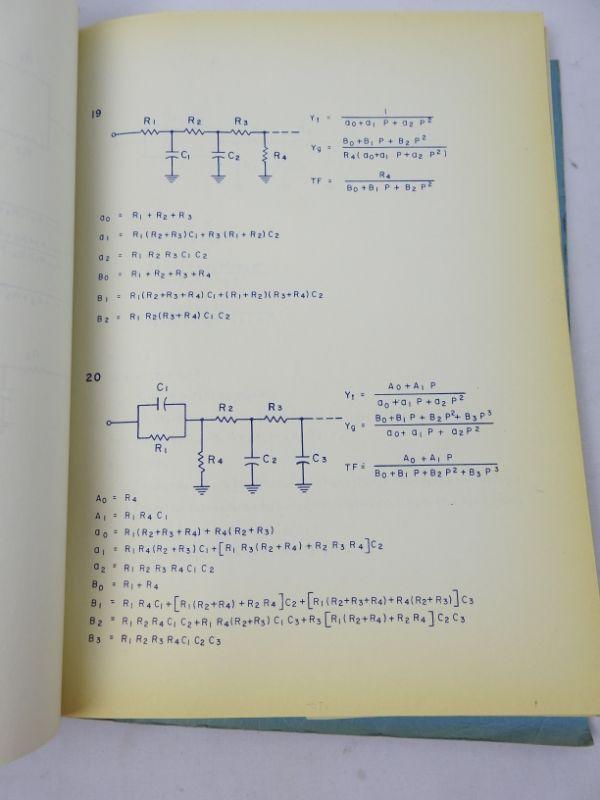 19
R₁ R₂ R₃
C₁ C₂ R₄
Y₁ = 1 / (a₀+a₁ P + a₂ P²)
Yg = (B₀+B₁ P + B₂ P²) / (R₄(a₀+a₁ P +a₂ P²))
TF = R₄ / (B₀+B₁ P + B₂ P²)
a₀ = R₁ + R₂ + R₃
a₁ = R₁(R₂+R₃)C₁ + R₃(R₁ + R₂)C₂
a₂ = R₁ R₂ R₃ C₁ C₂
B₀ = R₁ + R₂ + R₃ + R₄
B₁ = R₁(R₂+R₃+R₄) C₁ +(R₁ + R₂)(R₃+R₄)C₂
B₂ = R₁ R₂(R₃+R₄) C₁ C₂
20
C₁
R₂ R₃
R₁
R₄ C₂ C₃
Y₁ = (A₀ + A₁ P) / (a₀ +a₁ P + a₂ P²)
Yg = (B₀+B₁ P + B₂ P²+ B₃ P³) / (a₀+ a₁ P + a₂P²)
TF = (A₀ + A₁ P) / (B₀+B₁ P+B₂ P²+B₃ P³)
A₀ = R₄
A₁ = R₁ R₄ C₁
a₀ = R₁(R₂+R₃+R₄) + R₄(R₂+R₃)
a₁ = R₁ R₄(R₂ +R₃) C₁ +[R₁ R₃(R₂+R₄) + R₂ R₃ R₄]C₂
a₂ = R₁ R₂ R₃ R₄ C₁ C₂
B₀ = R₁ + R₄
B₁ = R₁ R₄ C₁ +[R₁(R₂+R₄) + R₂ R₄]C₂ +[R₁(R₂+R₃+R₄)+R₄(R₂+R₃)]C₃
B₂ = R₁ R₂ R₄ C₁ C₂ + R₁ R₄(R₂+R₃) C₁ C₃ + R₃[R₁(R₂+R₄) + R₂ R₄] C₂ C₃
B₃ = R₁ R₂ R₃ R₄C₁ C₂ C₃